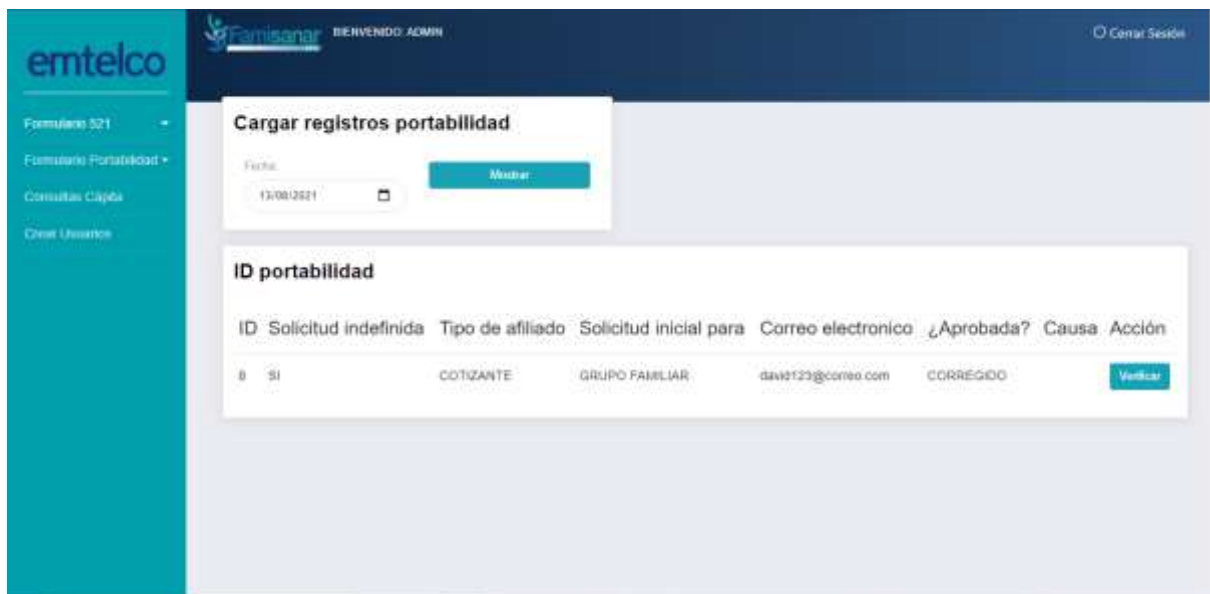 emtelco
Famisanar
BIENVENIDO: ADMIN
Cerrar Sesión
Formulario 521
Formulario Portabilidad
Consultas Cápita
Crear Usuarios
Cargar registros portabilidad
Fecha:
13/08/2021
Mostrar
ID portabilidad
ID Solicitud indefinida Tipo de afiliado Solicitud inicial para Correo electronico ¿Aprobada? Causa Acción
8 SI COTIZANTE GRUPO FAMILIAR david123@correo.com CORREGIDO Verificar